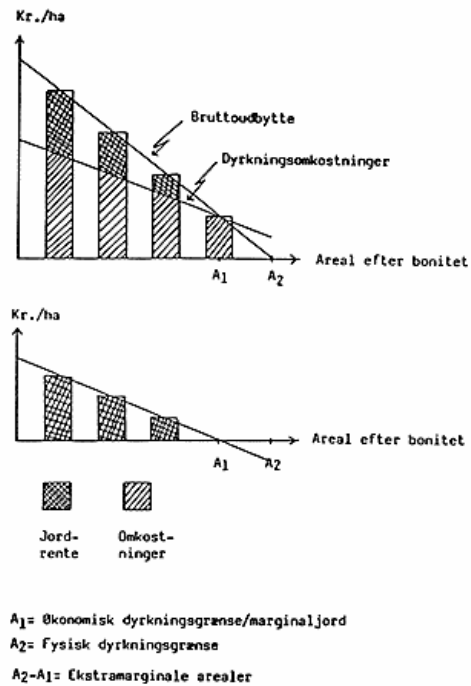 Kr./ha
Bruttoudbytte
Dyrkningsomkostninger
Areal efter bonitet
A1 A2
Kr./ha
Areal efter bonitet
A1 A2
Jord-
rente
Omkost-
ninger
A1= Økonomisk dyrkningsgrænse/marginaljord
A2= Fysisk dyrkningsgrænse
A2-A1= Ekstramarginale arealer